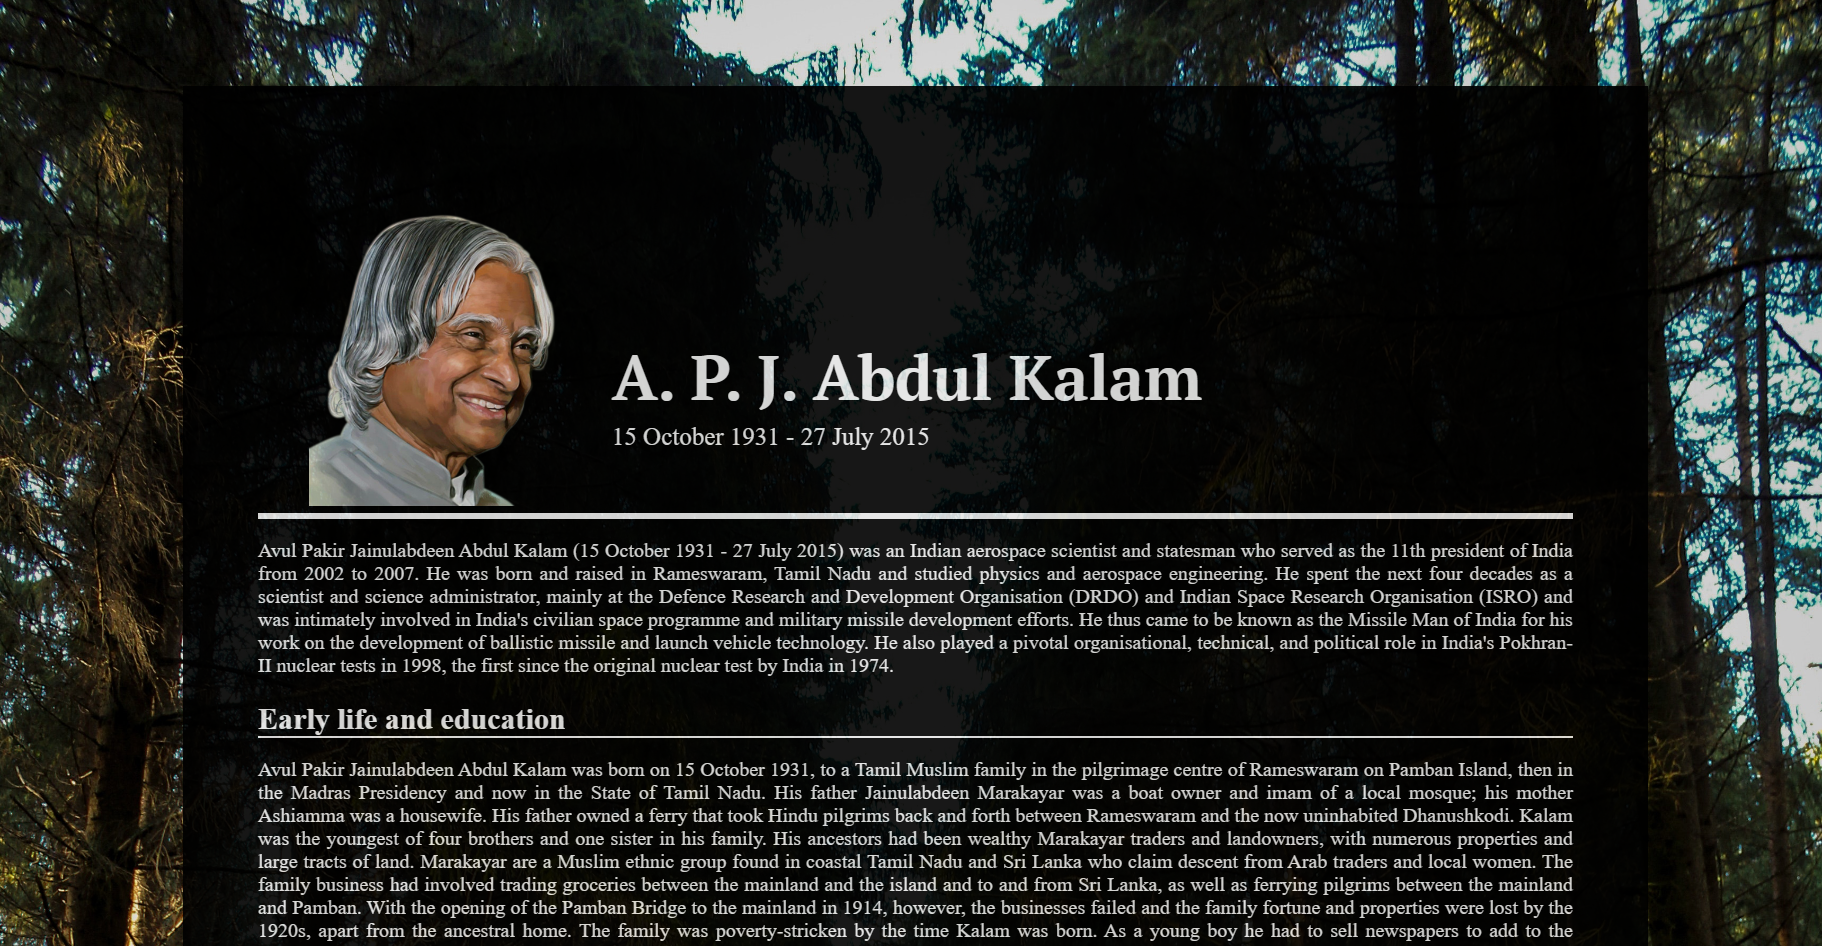 A. P. J. Abdul Kalam
15 October 1931 - 27 July 2015
Avul Pakir Jainulabdeen Abdul Kalam (15 October 1931 - 27 July 2015) was an Indian aerospace scientist and statesman who served as the 11th president of India
from 2002 to 2007. He was born and raised in Rameswaram, Tamil Nadu and studied physics and aerospace engineering. He spent the next four decades as a
scientist and science administrator, mainly at the Defence Research and Development Organisation (DRDO) and Indian Space Research Organisation (ISRO) and
was intimately involved in India's civilian space programme and military missile development efforts. He thus came to be known as the Missile Man of India for his
work on the development of ballistic missile and launch vehicle technology. He also played a pivotal organisational, technical, and political role in India's Pokhran-
II nuclear tests in 1998, the first since the original nuclear test by India in 1974.
Early life and education
Avul Pakir Jainulabdeen Abdul Kalam was born on 15 October 1931, to a Tamil Muslim family in the pilgrimage centre of Rameswaram on Pamban Island, then in
the Madras Presidency and now in the State of Tamil Nadu. His father Jainulabdeen Marakayar was a boat owner and imam of a local mosque; his mother
Ashiamma was a housewife. His father owned a ferry that took Hindu pilgrims back and forth between Rameswaram and the now uninhabited Dhanushkodi. Kalam
was the youngest of four brothers and one sister in his family. His ancestors had been wealthy Marakayar traders and landowners, with numerous properties and
large tracts of land. Marakayar are a Muslim ethnic group found in coastal Tamil Nadu and Sri Lanka who claim descent from Arab traders and local women. The
family business had involved trading groceries between the mainland and the island and to and from Sri Lanka, as well as ferrying pilgrims between the mainland
and Pamban. With the opening of the Pamban Bridge to the mainland in 1914, however, the businesses failed and the family fortune and properties were lost by the
1920s, apart from the ancestral home. The family was poverty-stricken by the time Kalam was born. As a young boy he had to sell newspapers to add to the